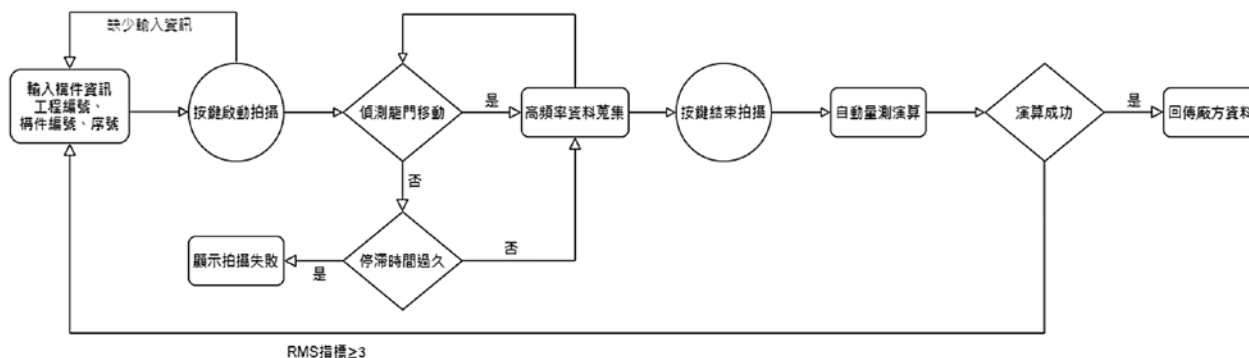 缺少輸入資訊
輸入構件資訊
工程編號、
構件編號、序號
按鍵啟動拍攝
偵測龍門移動
是
高頻率資料蒐集
按鍵結束拍攝
自動量測演算
演算成功
是
回傳廠方資料
否
顯示拍攝失敗
是
停滯時間過久
否
RMS指標≥3